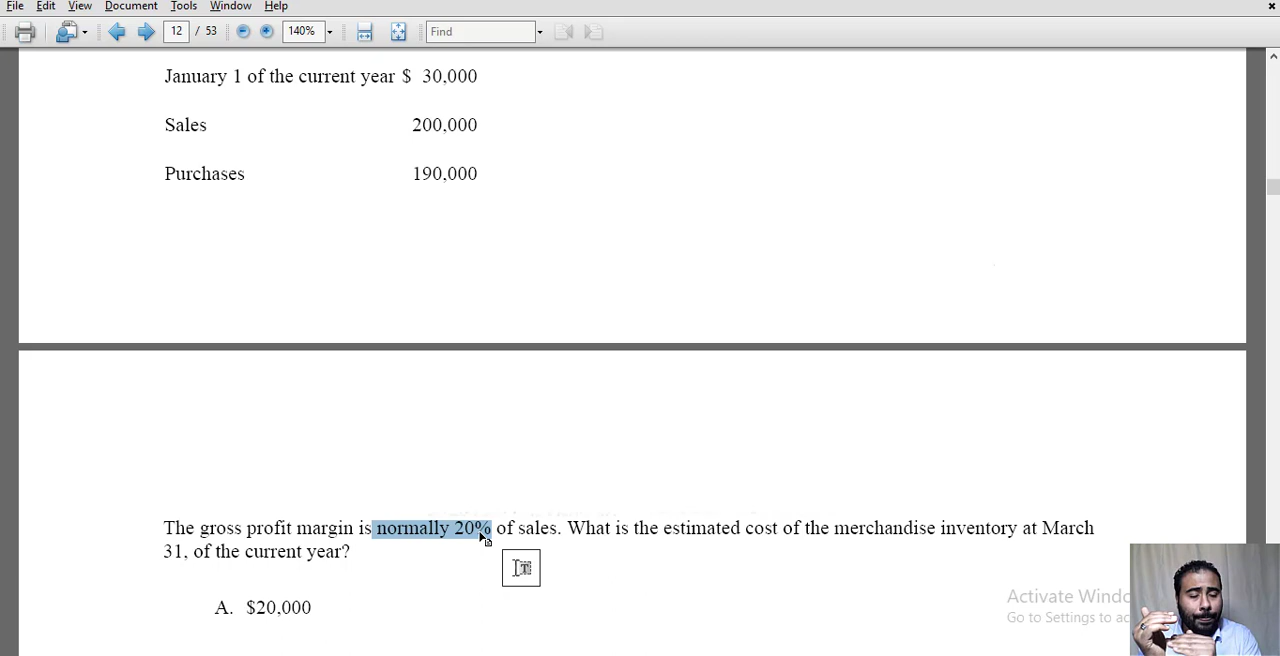 File Edit View Document Tools Window Help
12 / 53 140% Find
January 1 of the current year $ 30,000
Sales 200,000
Purchases 190,000
The gross profit margin is normally 20% of sales. What is the estimated cost of the merchandise inventory at March
31, of the current year?
A. $20,000
Activate Windo
Go to Settings to ac